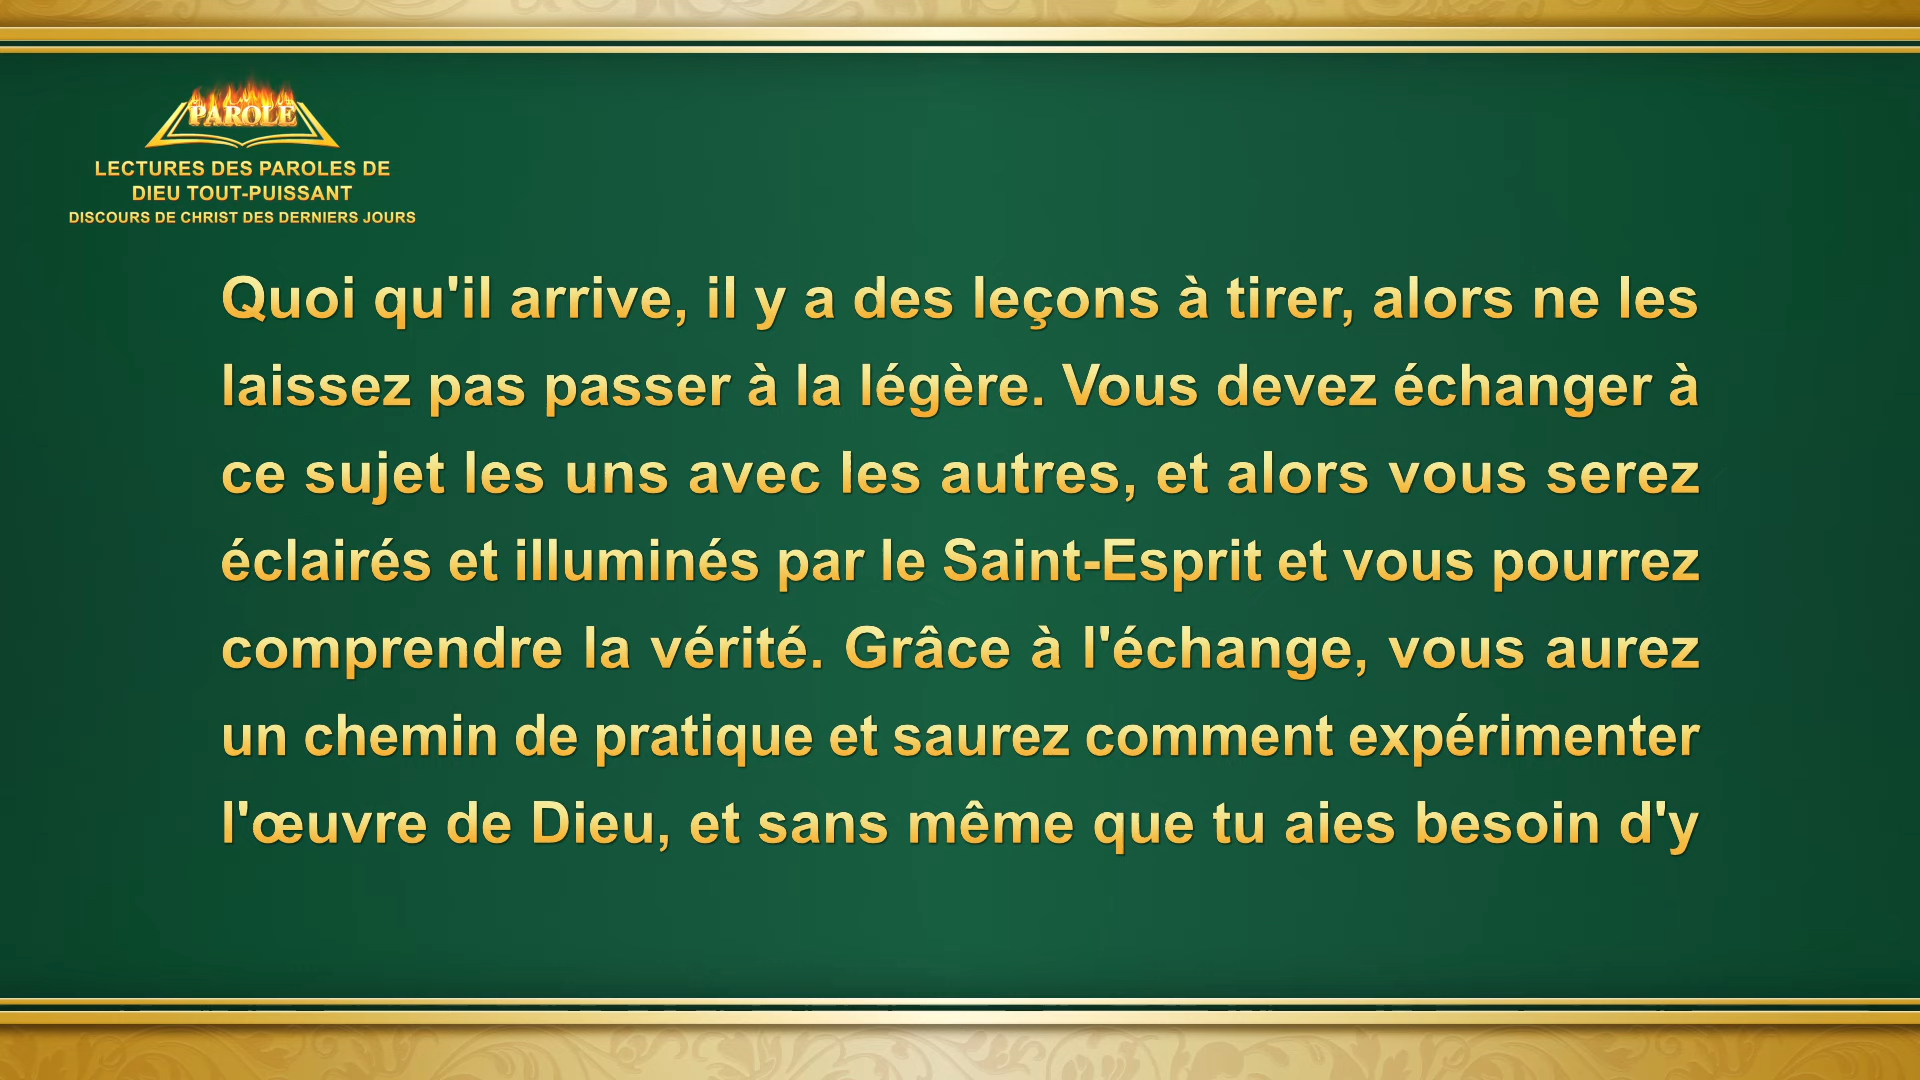 PAROLE
LECTURES DES PAROLES DE
DIEU TOUT-PUISSANT
DISCOURS DE CHRIST DES DERNIERS JOURS
Quoi qu'il arrive, il y a des leçons à tirer, alors ne les
laissez pas passer à la légère. Vous devez échanger à
ce sujet les uns avec les autres, et alors vous serez
éclairés et illuminés par le Saint-Esprit et vous pourrez
comprendre la vérité. Grâce à l'échange, vous aurez
un chemin de pratique et saurez comment expérimenter
l'œuvre de Dieu, et sans même que tu aies besoin d'y